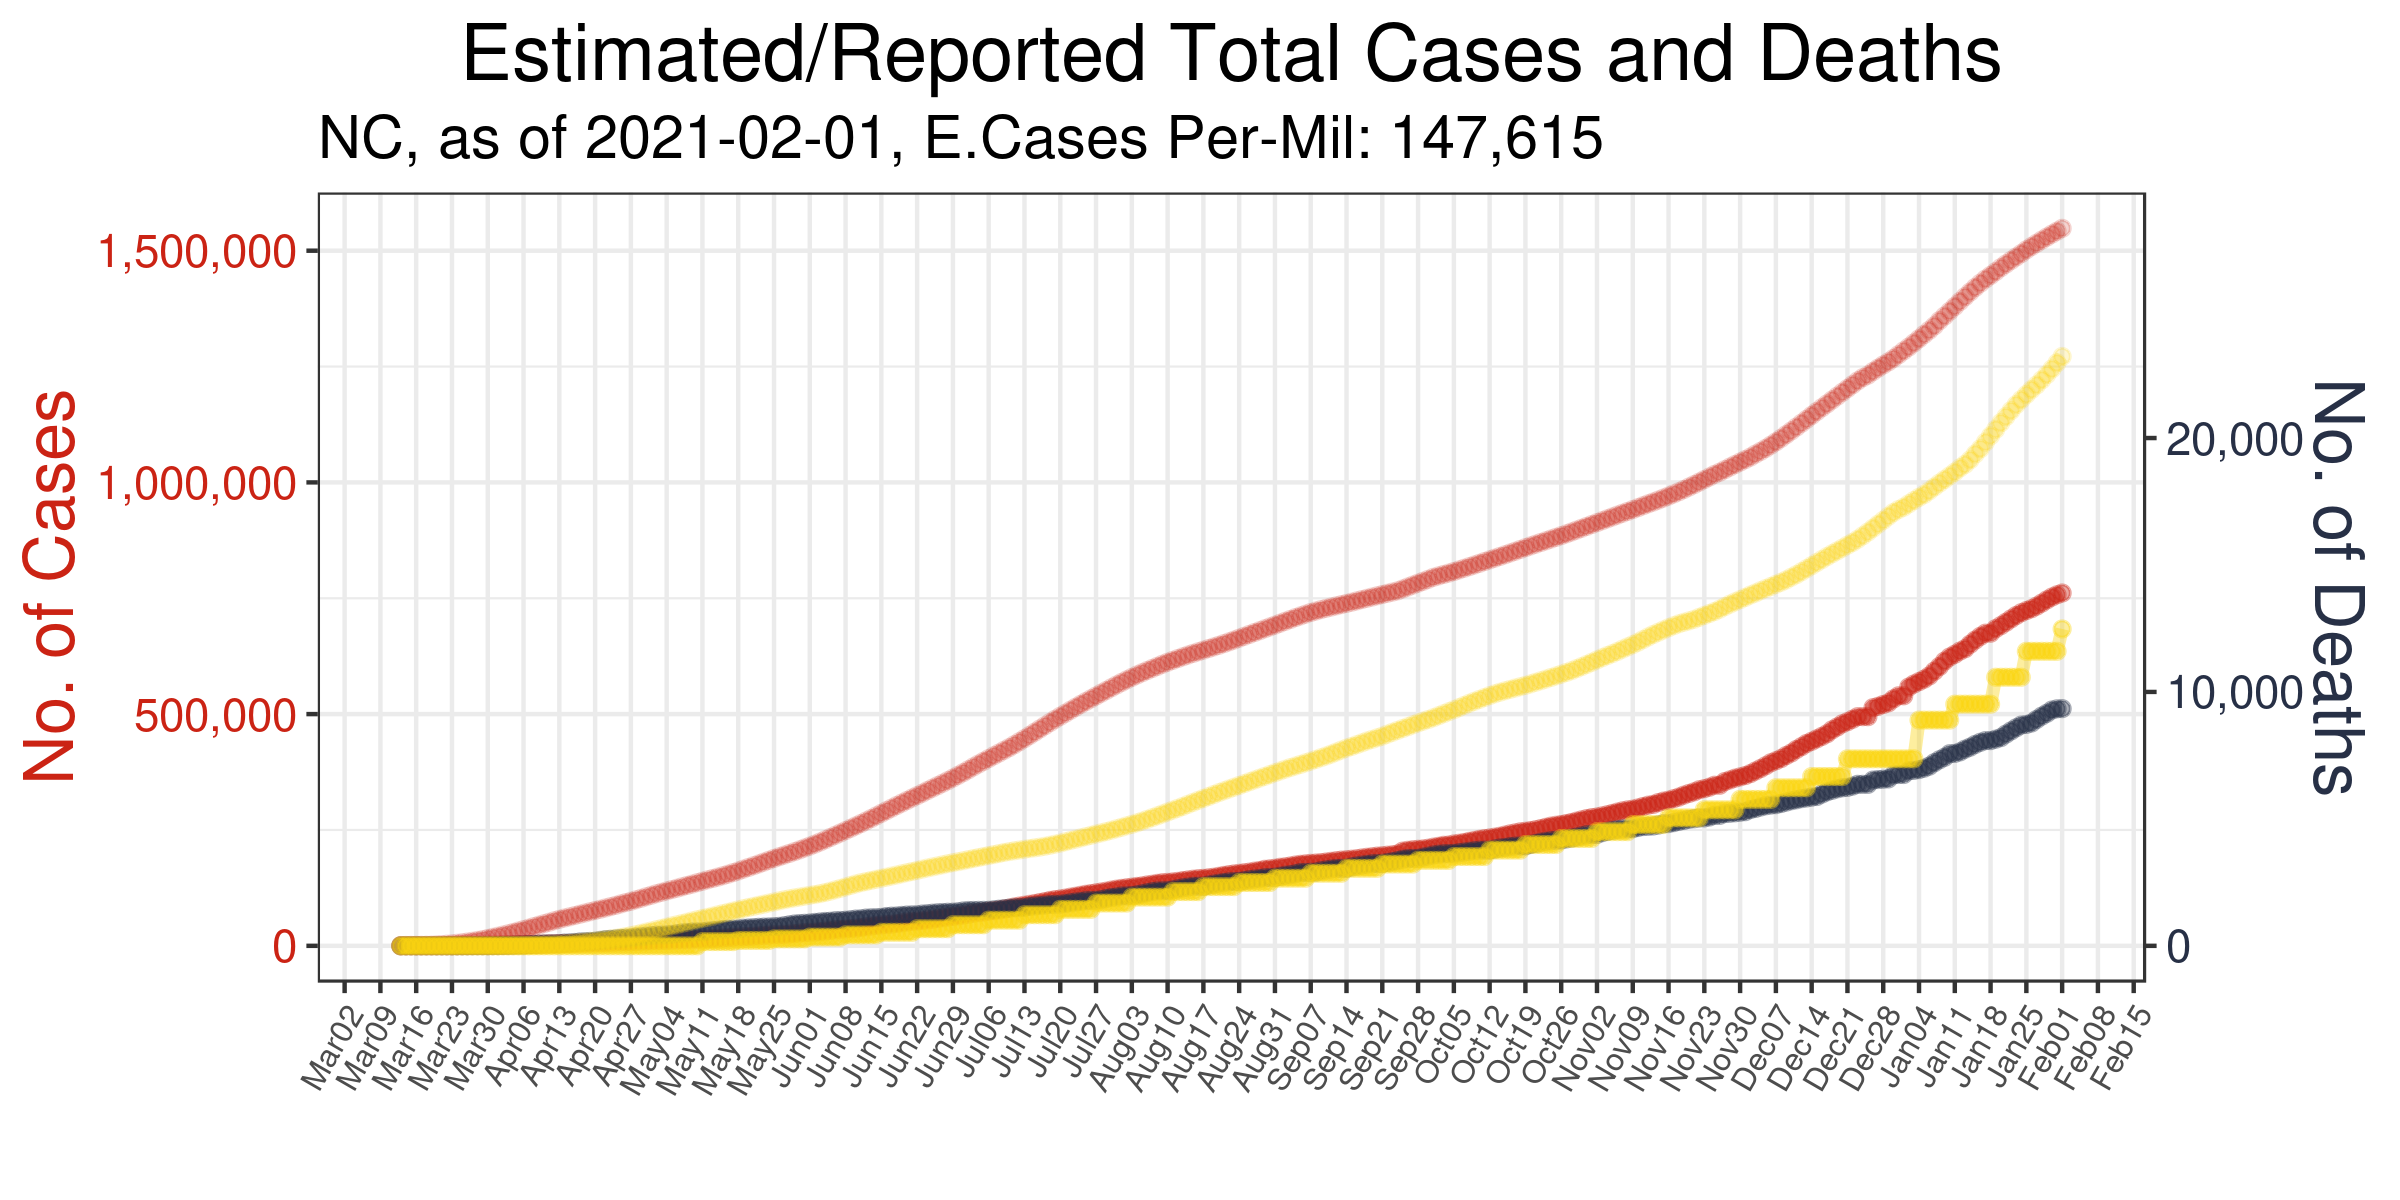 Estimated/Reported Total Cases and Deaths
NC, as of 2021-02-01, E.Cases Per-Mil: 147,615
No. of Cases
1,500,000
1,000,000
500,000
0
20,000
10,000
0
No. of Deaths
Mar02
Mar09
Mar16
Mar23
Mar30
Apr06
Apr13
Apr20
Apr27
May04
May11
May18
May25
Jun01
Jun08
Jun15
Jun22
Jun29
Jul06
Jul13
Jul20
Jul27
Aug03
Aug10
Aug17
Aug24
Aug31
Sep07
Sep14
Sep21
Sep28
Oct05
Oct12
Oct19
Oct26
Nov02
Nov09
Nov16
Nov23
Nov30
Dec07
Dec14
Dec21
Dec28
Jan04
Jan11
Jan18
Jan25
Feb01
Feb08
Feb15